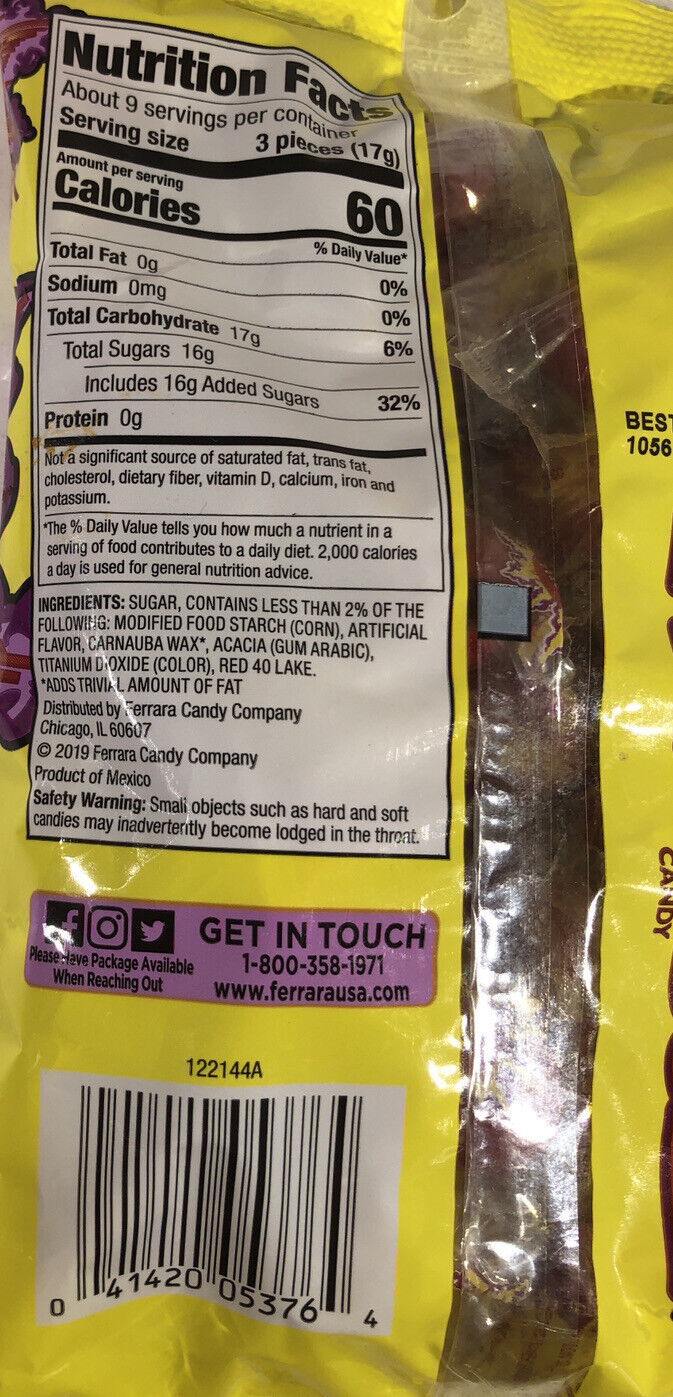 Nutrition Facts
About 9 servings per container
Serving size 3 pieces (17g)
Amount per serving
Calories 60
% Daily Value*
Total Fat 0g 0%
Sodium 0mg 0%
Total Carbohydrate 17g 6%
Total Sugars 16g
Includes 16g Added Sugars 32%
Protein 0g
Not a significant source of saturated fat, trans fat,
cholesterol, dietary fiber, vitamin D, calcium, iron and
potassium.
*The % Daily Value tells you how much a nutrient in a
serving of food contributes to a daily diet. 2,000 calories
a day is used for general nutrition advice.
INGREDIENTS: SUGAR, CONTAINS LESS THAN 2% OF THE
FOLLOWING: MODIFIED FOOD STARCH (CORN), ARTIFICIAL
FLAVOR, CARNAUBA WAX*, ACACIA (GUM ARABIC),
TITANIUM DIOXIDE (COLOR), RED 40 LAKE.
*ADDS TRIVIAL AMOUNT OF FAT
Distributed by Ferrara Candy Company
Chicago, IL 60607
© 2019 Ferrara Candy Company
Product of Mexico
Safety Warning: Small objects such as hard and soft
candies may inadvertently become lodged in the throat.
GET IN TOUCH
Please Have Package Available
When Reaching Out
1-800-358-1971
www.ferrarausa.com
122144A
0 41420 05376 4
BEST
1056
CANDY